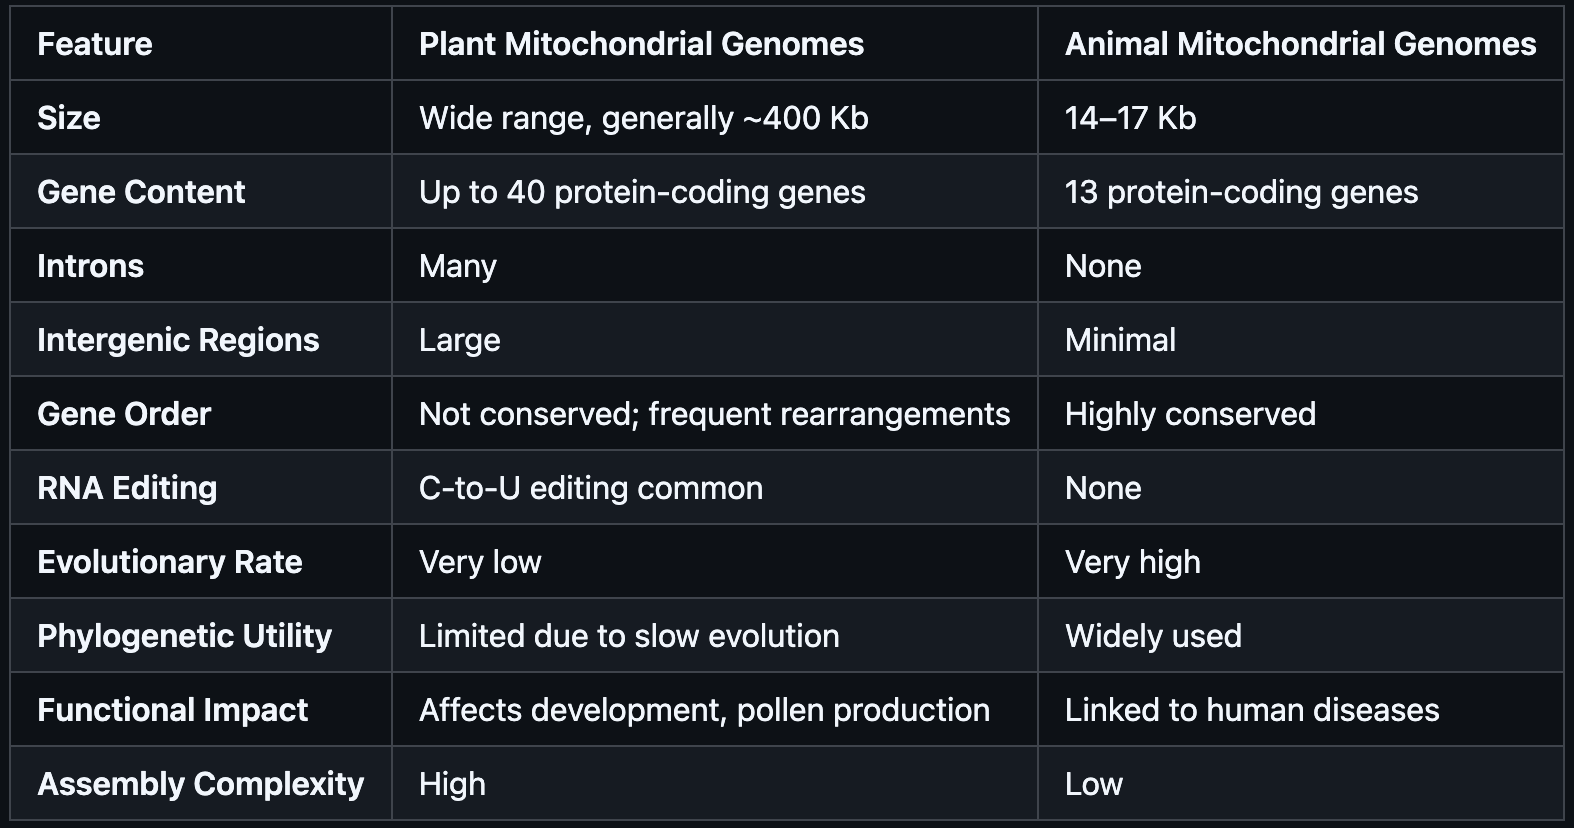 Feature Plant Mitochondrial Genomes Animal Mitochondrial Genomes
Size Wide range, generally ~400 Kb 14–17 Kb
Gene Content Up to 40 protein-coding genes 13 protein-coding genes
Introns Many None
Intergenic Regions Large Minimal
Gene Order Not conserved; frequent rearrangements Highly conserved
RNA Editing C-to-U editing common None
Evolutionary Rate Very low Very high
Phylogenetic Utility Limited due to slow evolution Widely used
Functional Impact Affects development, pollen production Linked to human diseases
Assembly Complexity High Low